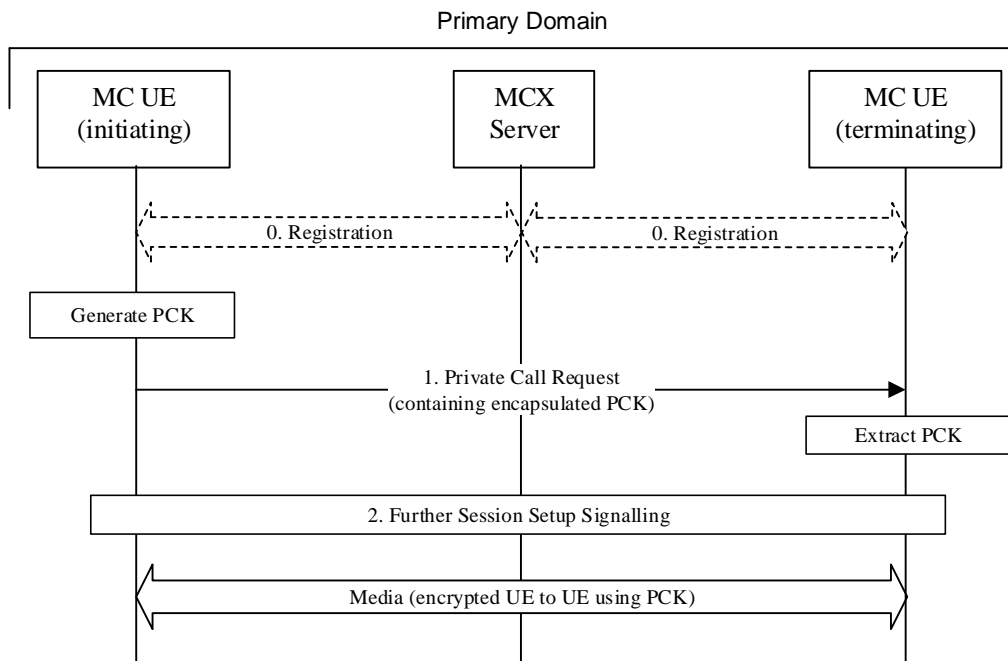 Primary Domain
MC UE
(initiating)
MCX
Server
MC UE
(terminating)
0. Registration
0. Registration
Generate PCK
1. Private Call Request
(containing encapsulated PCK)
Extract PCK
2. Further Session Setup Signalling
Media (encrypted UE to UE using PCK)